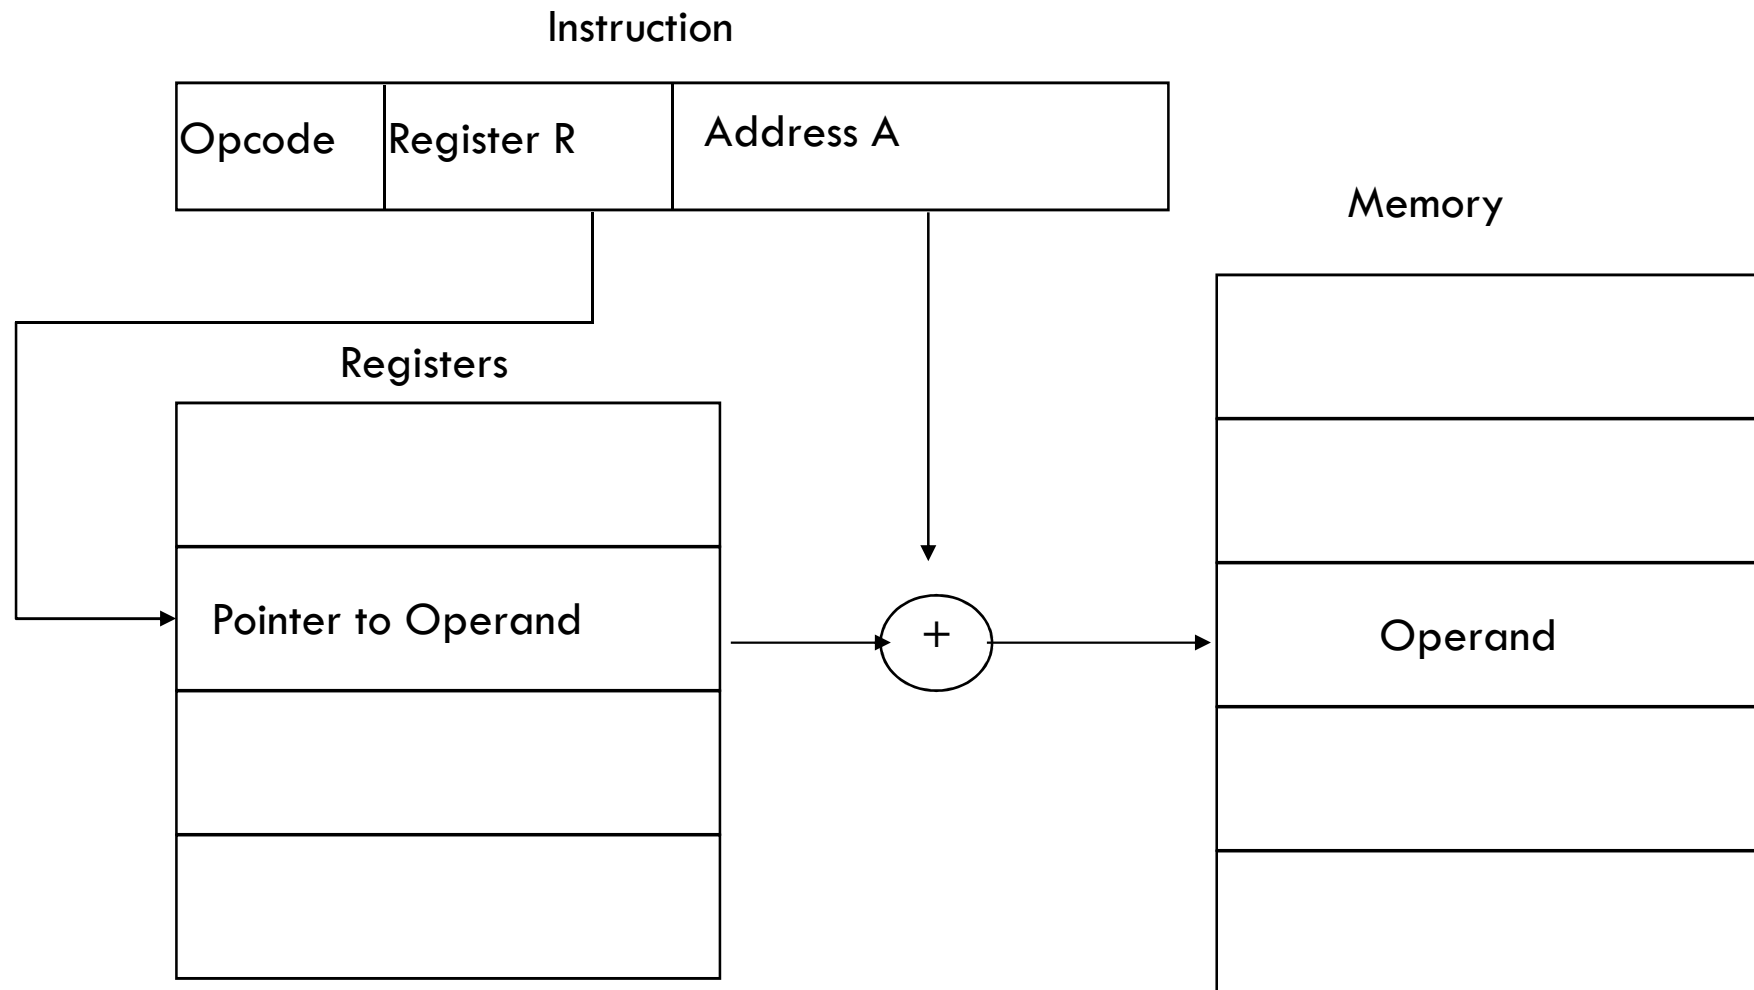 Instruction
Opcode
Register R
Address A
Memory
Registers
Pointer to Operand
+
Operand